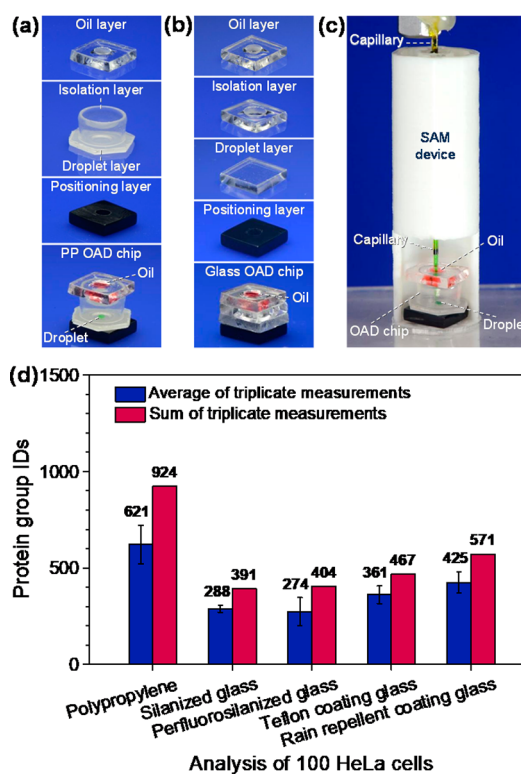 (a)
Oil layer
Isolation layer
Droplet layer
Positioning layer
PP OAD chip
Oil
Droplet
(b)
Oil layer
Isolation layer
Droplet layer
Positioning layer
Glass OAD chip
Oil
(c)
Capillary
SAM
device
Capillary
Oil
OAD chip
Droplet
(d)
1500
1000
500
0
Protein group IDs
Average of triplicate measurements
Sum of triplicate measurements
621
924
288
391
274
404
361
467
425
571
Polypropylene
Silanized glass
Perfluorosilanized glass
Teflon coating glass
Rain repellent coating glass
Analysis of 100 HeLa cells